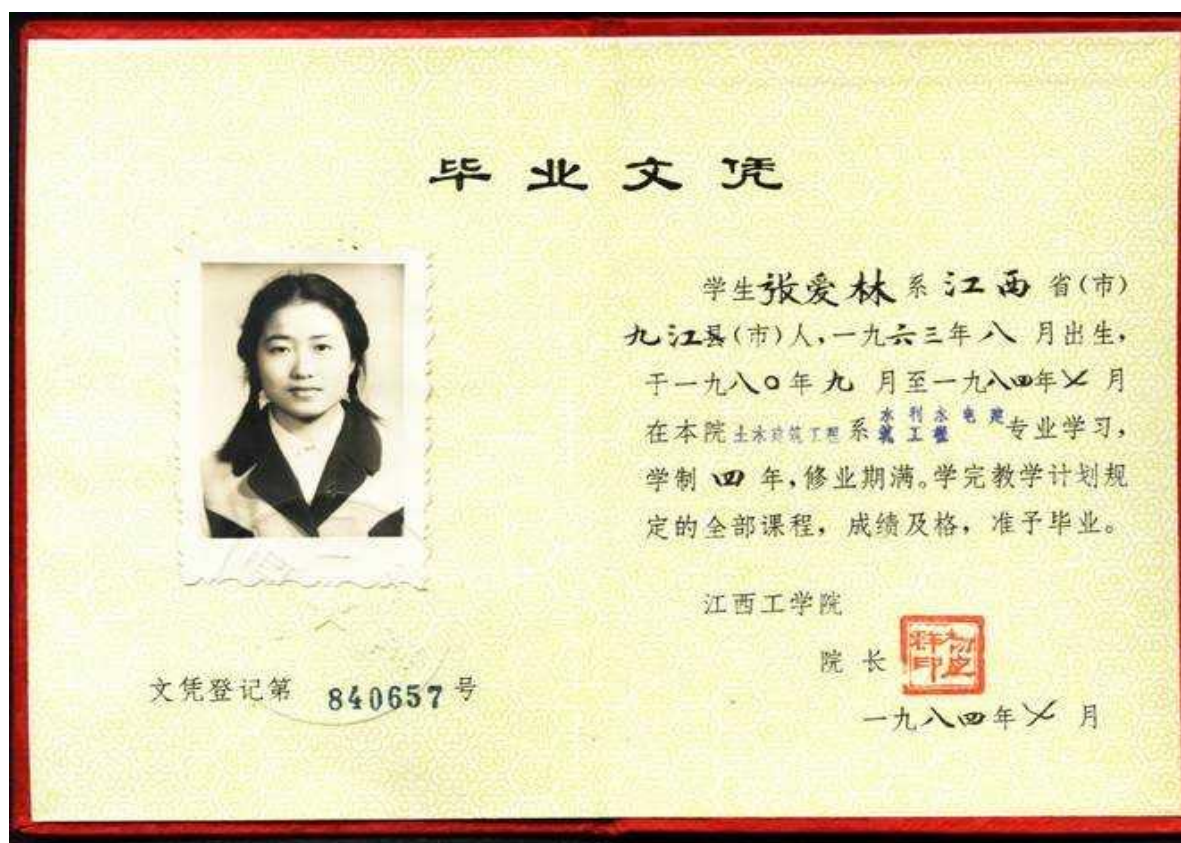 毕业文凭
学生张爱林系江西省(市)
九江县(市)人,一九六三年八月出生,
于一九八〇年九月至一九八四年七月
在本院土木建筑工程系水利水电建筑工程专业学习,
学制四年,修业期满。学完教学计划规
定的全部课程,成绩及格,准予毕业。
江西工学院
院长
一九八四年七月
文凭登记第 840657 号